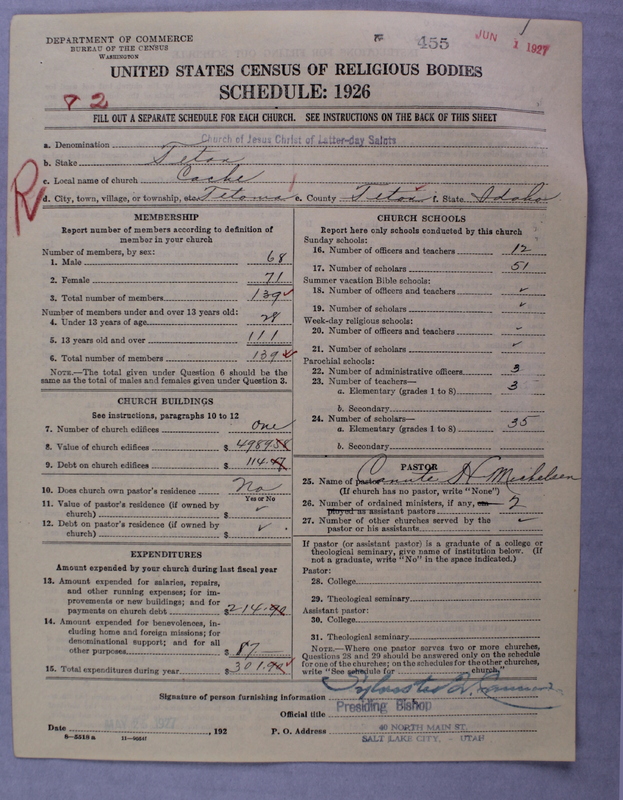 DEPARTMENT OF COMMERCE
BUREAU OF THE CENSUS
WASHINGTON
455
JUN 1 1927
UNITED STATES CENSUS OF RELIGIOUS BODIES
SCHEDULE: 1926
FILL OUT A SEPARATE SCHEDULE FOR EACH CHURCH. SEE INSTRUCTIONS ON THE BACK OF THIS SHEET
a. Denomination Church of Jesus Christ of Latter-day Saints
b. Stake Teton
c. Local name of church Cache
d. City, town, village, or township, etc. Tetonia e. County Teton f. State Idaho
R
MEMBERSHIP
Report number of members according to definition of
member in your church
Number of members, by sex:
1. Male 68
2. Female 71
3. Total number of members 139
Number of members under and over 13 years old:
4. Under 13 years of age 28
5. 13 years old and over 111
6. Total number of members 139
NOTE.—The total given under Question 6 should be
same as the total of males and females given under Question 3.
CHURCH BUILDINGS
See instructions, paragraphs 10 to 12
7. Number of church edifices one
8. Value of church edifices $ 4989
9. Debt on church edifices $ 114
10. Does church own pastor's residence No
Yes or No
11. Value of pastor's residence (if owned by
church) $ ✓
12. Debt on pastor's residence (if owned by
church) $ ✓
EXPENDITURES
Amount expended by your church during last fiscal year
13. Amount expended for salaries, repairs,
and other running expenses; for im-
provements or new buildings; and for
payments on church debt $ 214.90
14. Amount expended for benevolences, in-
cluding home and foreign missions; for
denominational support; and for all
other purposes $ 87
15. Total expenditures during year $ 301.90
CHURCH SCHOOLS
Report here only schools conducted by this church
Sunday schools:
16. Number of officers and teachers 12
17. Number of scholars 51
Summer vacation Bible schools:
18. Number of officers and teachers ✓
19. Number of scholars ✓
Week-day religious schools:
20. Number of officers and teachers ✓
21. Number of scholars ✓
Parochial schools:
22. Number of administrative officers 3
23. Number of teachers—
a. Elementary (grades 1 to 8) 3
b. Secondary
24. Number of scholars—
a. Elementary (grades 1 to 8) 35
b. Secondary
PASTOR
25. Name of pastor Canute H Michelsen
(If church has no pastor, write "None")
26. Number of ordained ministers, if any, em-
ployed as assistant pastors 2
27. Number of other churches served by the
pastor or his assistants ✓
If pastor (or assistant pastor) is a graduate of a college or
theological seminary, give name of institution below. (If
not a graduate, write "No" in the space indicated.)
Pastor:
28. College
29. Theological seminary
Assistant pastor:
30. College
31. Theological seminary
NOTE.—Where one pastor serves two or more churches,
Questions 28 and 29 should be answered only on the schedule
for one of the churches; on the schedules for the other churches,
write "See schedule for church."
Signature of person furnishing information Sylvester Q. Cannon
Official title Presiding Bishop
Date , 192 P. O. Address 40 NORTH MAIN ST.
SALT LAKE CITY, - UTAH
8-5518 a